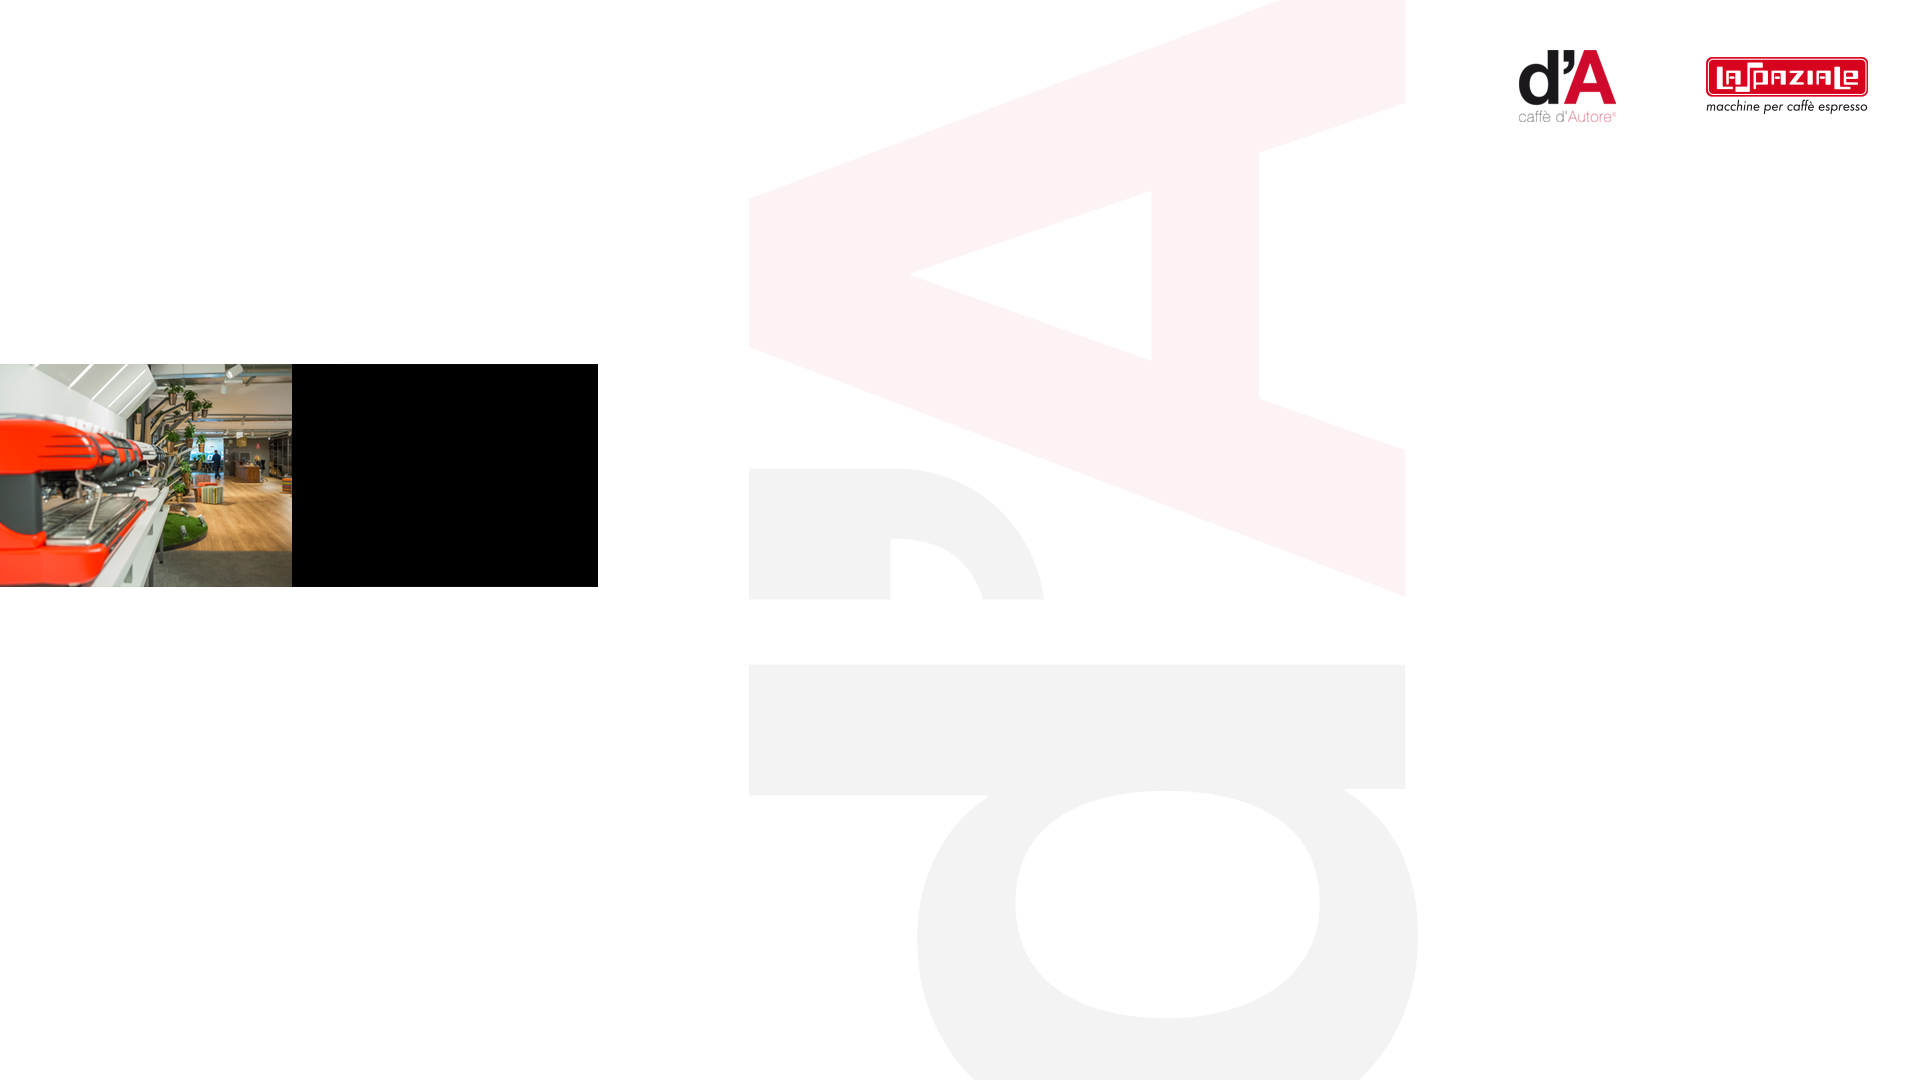 d'A
caffè d'Autore®
LaSpaziale
macchine per caffè espresso
d'A